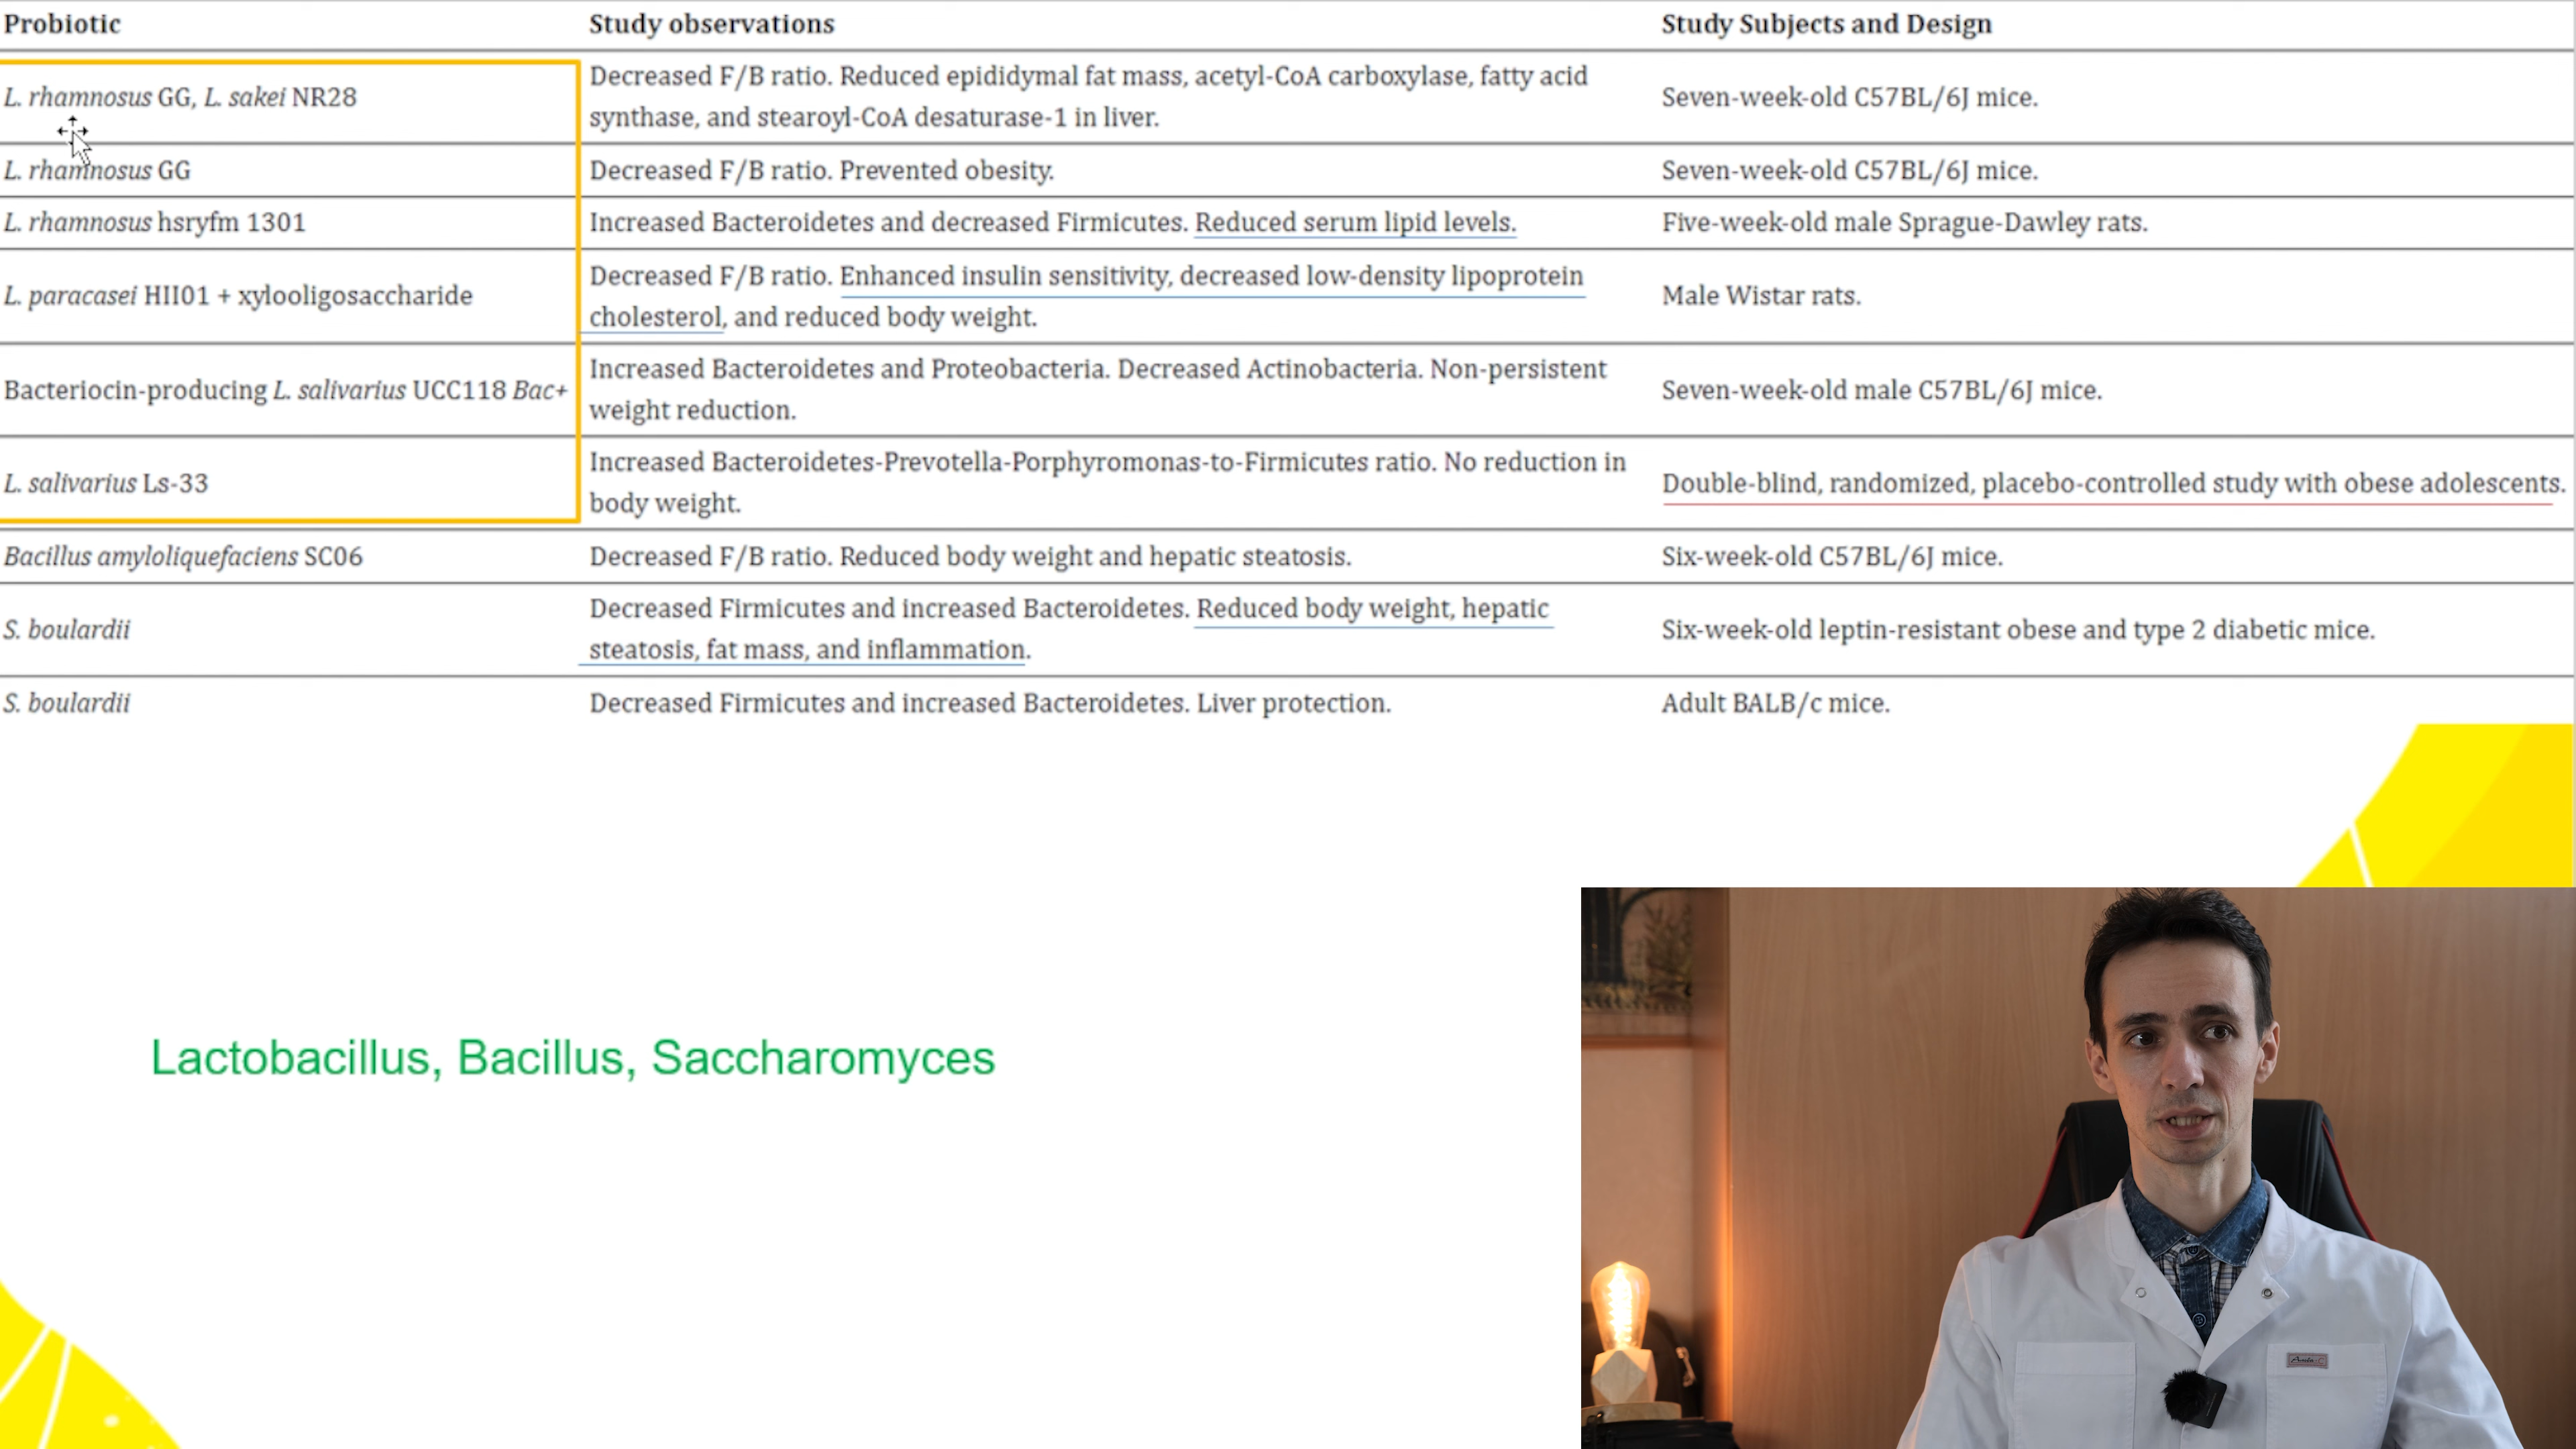 Probiotic Study observations Study Subjects and Design
L. rhamnosus GG, L. sakei NR28
Decreased F/B ratio. Reduced epididymal fat mass, acetyl-CoA carboxylase, fatty acid
synthase, and stearoyl-CoA desaturase-1 in liver.
Seven-week-old C57BL/6J mice.
L. rhamnosus GG
Decreased F/B ratio. Prevented obesity.
Seven-week-old C57BL/6J mice.
L. rhamnosus hsryfm 1301
Increased Bacteroidetes and decreased Firmicutes. Reduced serum lipid levels.
Five-week-old male Sprague-Dawley rats.
L. paracasei HII01 + xylooligosaccharide
Decreased F/B ratio. Enhanced insulin sensitivity, decreased low-density lipoprotein
cholesterol, and reduced body weight.
Male Wistar rats.
Bacteriocin-producing L. salivarius UCC118 Bac+
Increased Bacteroidetes and Proteobacteria. Decreased Actinobacteria. Non-persistent
weight reduction.
Seven-week-old male C57BL/6J mice.
L. salivarius Ls-33
Increased Bacteroidetes-Prevotella-Porphyromonas-to-Firmicutes ratio. No reduction in
body weight.
Double-blind, randomized, placebo-controlled study with obese adolescents.
Bacillus amyloliquefaciens SC06
Decreased F/B ratio. Reduced body weight and hepatic steatosis.
Six-week-old C57BL/6J mice.
S. boulardii
Decreased Firmicutes and increased Bacteroidetes. Reduced body weight, hepatic
steatosis, fat mass, and inflammation.
Six-week-old leptin-resistant obese and type 2 diabetic mice.
S. boulardii
Decreased Firmicutes and increased Bacteroidetes. Liver protection.
Adult BALB/c mice.
Lactobacillus, Bacillus, Saccharomyces